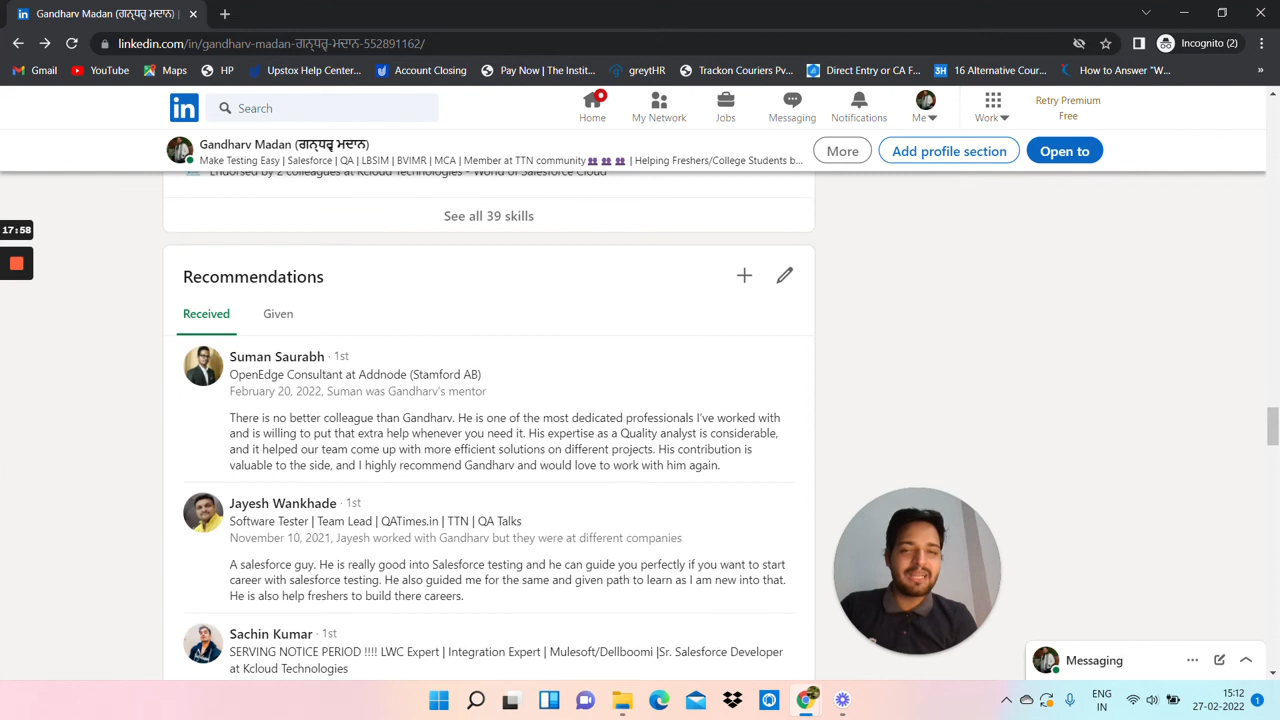 Gandharv Madan (ਗਨ੍ਧਰ੍ਵ ਮਦਾਨ)
linkedin.com/in/gandharv-madan-ਗਨ੍ਧਰ੍ਵ-ਮਦਾਨ-552891162/
Incognito (2)
Gmail
YouTube
Maps
HP
Upstox Help Center...
Account Closing
Pay Now | The Instit...
greytHR
Trackon Couriers Pv...
Direct Entry or CA F...
3H
16 Alternative Cour...
How to Answer "W...
in
Search
Home
My Network
Jobs
Messaging
Notifications
Me
Work
Retry Premium
Free
Gandharv Madan (ਗਨ੍ਧਰ੍ਵ ਮਦਾਨ)
Make Testing Easy | Salesforce | QA | LBSIM | BVIMR | MCA | Member at TTN community 👥 👥 👥 | Helping Freshers/College Students b...
More
Add profile section
Open to
Endorsed by 2 colleagues at Kcloud Technologies - World of Salesforce Cloud
See all 39 skills
17:58
Recommendations
Received
Given
Suman Saurabh · 1st
OpenEdge Consultant at Addnode (Stamford AB)
February 20, 2022, Suman was Gandharv's mentor
There is no better colleague than Gandharv. He is one of the most dedicated professionals I've worked with
and is willing to put that extra help whenever you need it. His expertise as a Quality analyst is considerable,
and it helped our team come up with more efficient solutions on different projects. His contribution is
valuable to the side, and I highly recommend Gandharv and would love to work with him again.
Jayesh Wankhade · 1st
Software Tester | Team Lead | QATimes.in | TTN | QA Talks
November 10, 2021, Jayesh worked with Gandharv but they were at different companies
A salesforce guy. He is really good into Salesforce testing and he can guide you perfectly if you want to start
career with salesforce testing. He also guided me for the same and given path to learn as I am new into that.
He is also help freshers to build there careers.
Sachin Kumar · 1st
SERVING NOTICE PERIOD !!!! LWC Expert | Integration Expert | Mulesoft/Dellboomi |Sr. Salesforce Developer
at Kcloud Technologies
Messaging
ENG
IN
15:12
27-02-2022
1